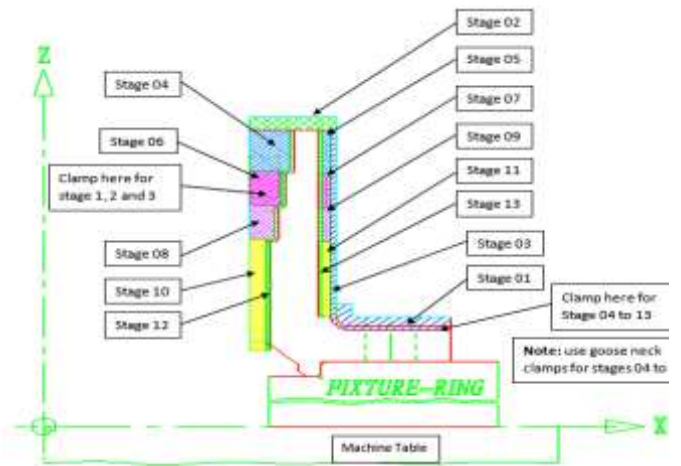 Stage 02
Z
Stage 05
Stage 04
Stage 07
Stage 06
Stage 09
Clamp here for
stage 1, 2 and 3
Stage 11
Stage 13
Stage 08
Stage 03
Stage 10
Stage 01
Stage 12
Clamp here for
Stage 04 to 13
Note: use goose neck
clamps for stages 04 to
FIXTURE-RING
X
Machine Table